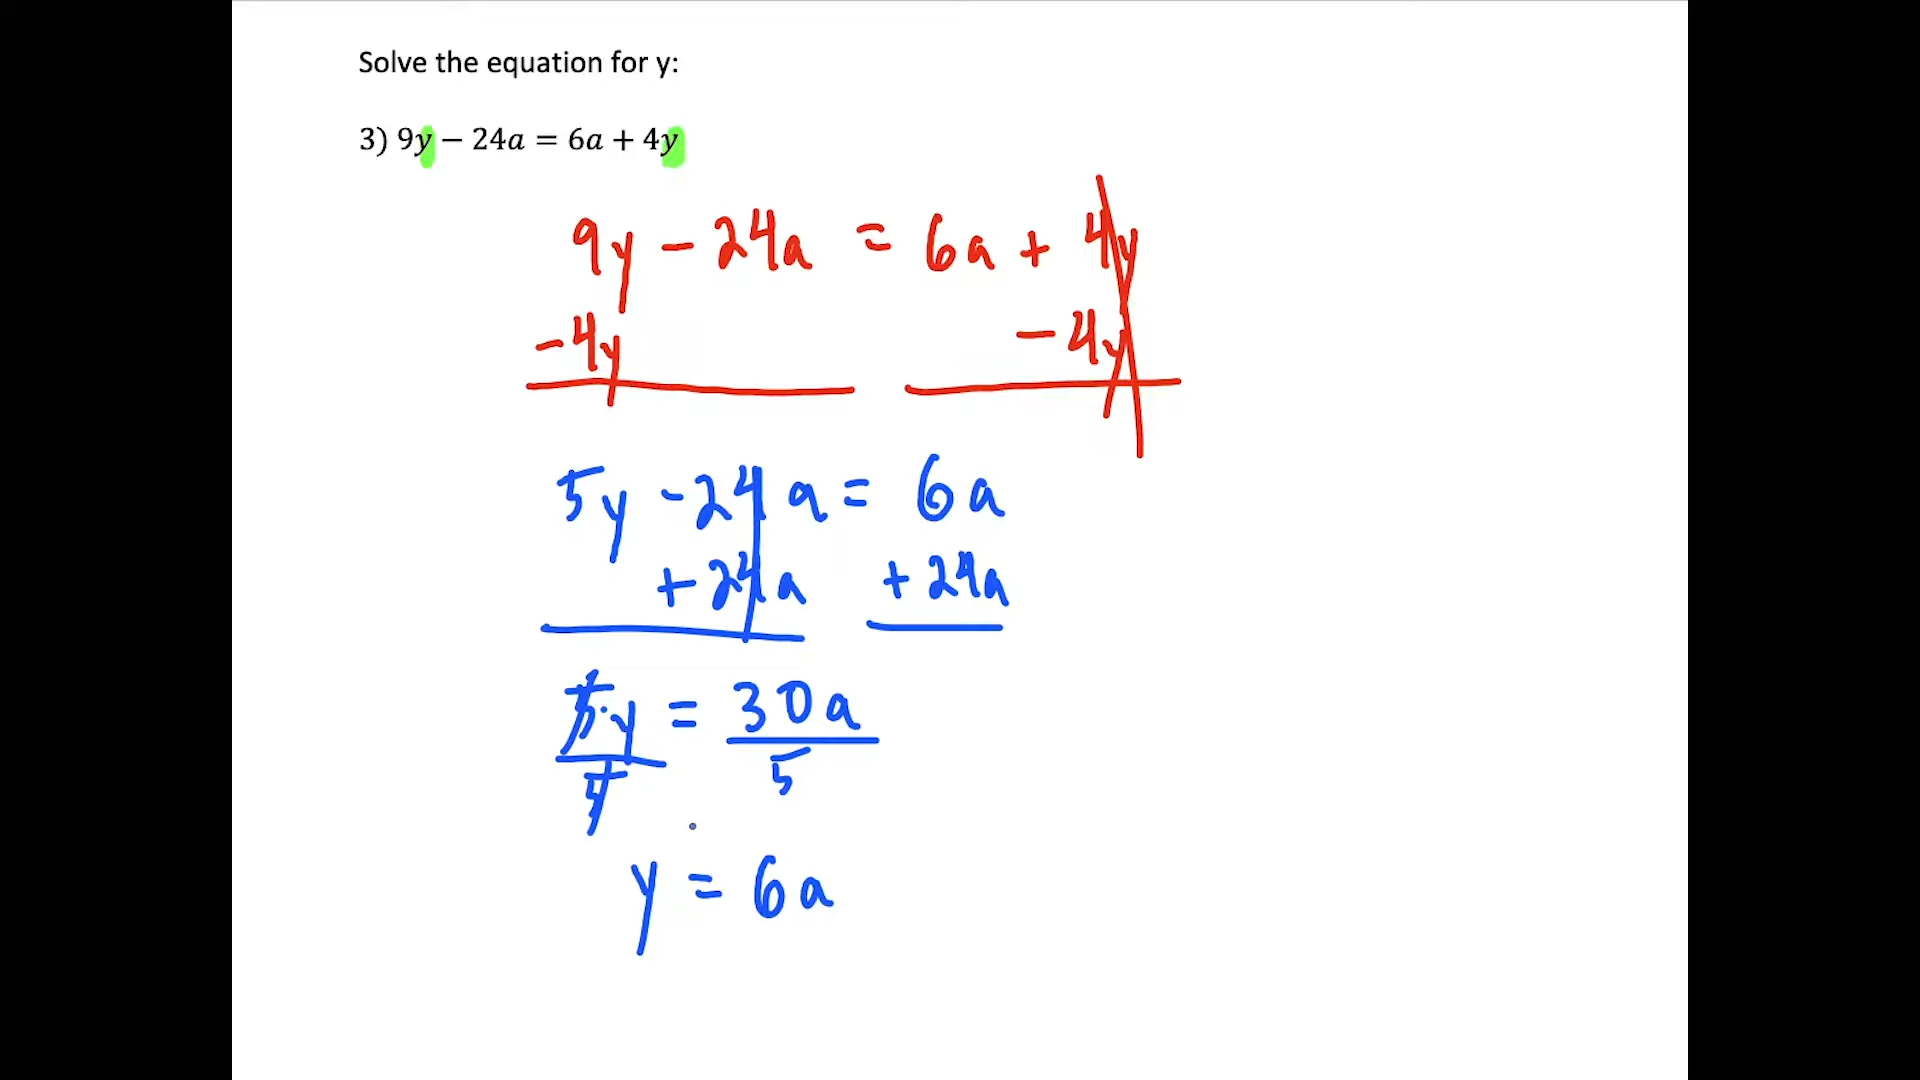 Solve the equation for y:
3) 9y − 24a = 6a + 4y
9y - 24a = 6a + 4y
-4y - 4y
5y - 24a = 6a
+ 24a + 24a
5·y = 30a
5 5
y = 6a